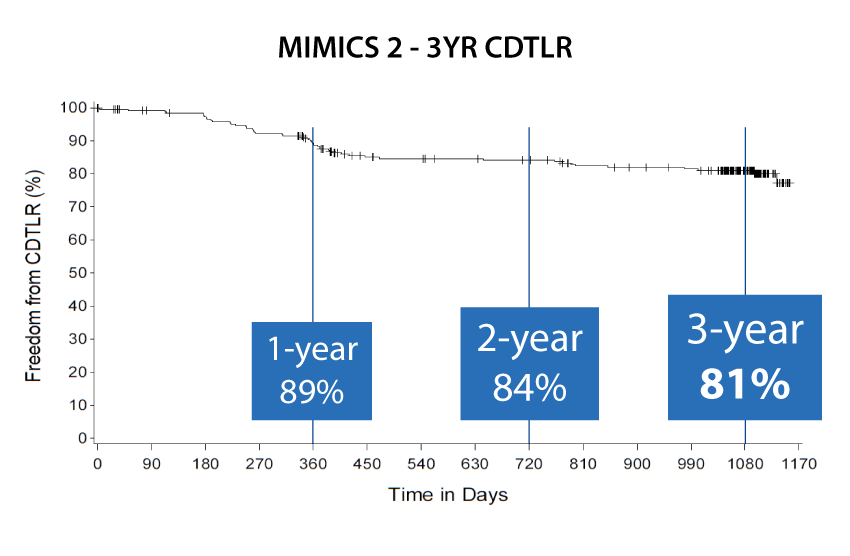 MIMICS 2 - 3YR CDTLR
Freedom from CDTLR (%)
100
90
80
70
60
50
40
30
20
10
0
1-year
89%
2-year
84%
3-year
81%
0 90 180 270 360 450 540 630 720 810 900 990 1080 1170
Time in Days